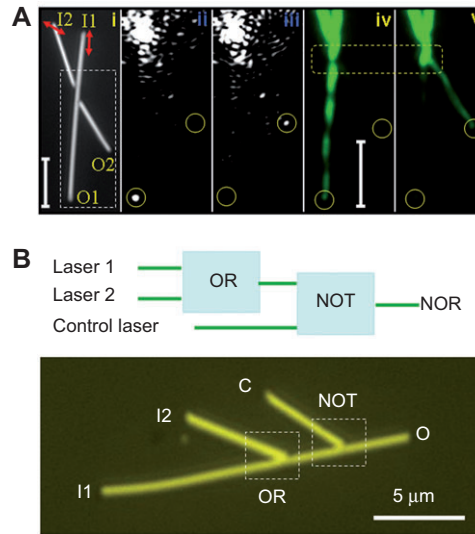 A
I2 I1 i ii iii iv v
O2
O1
B
Laser 1
Laser 2
OR
Control laser
NOT
NOR
C
NOT
I2
O
I1
OR
5 μm